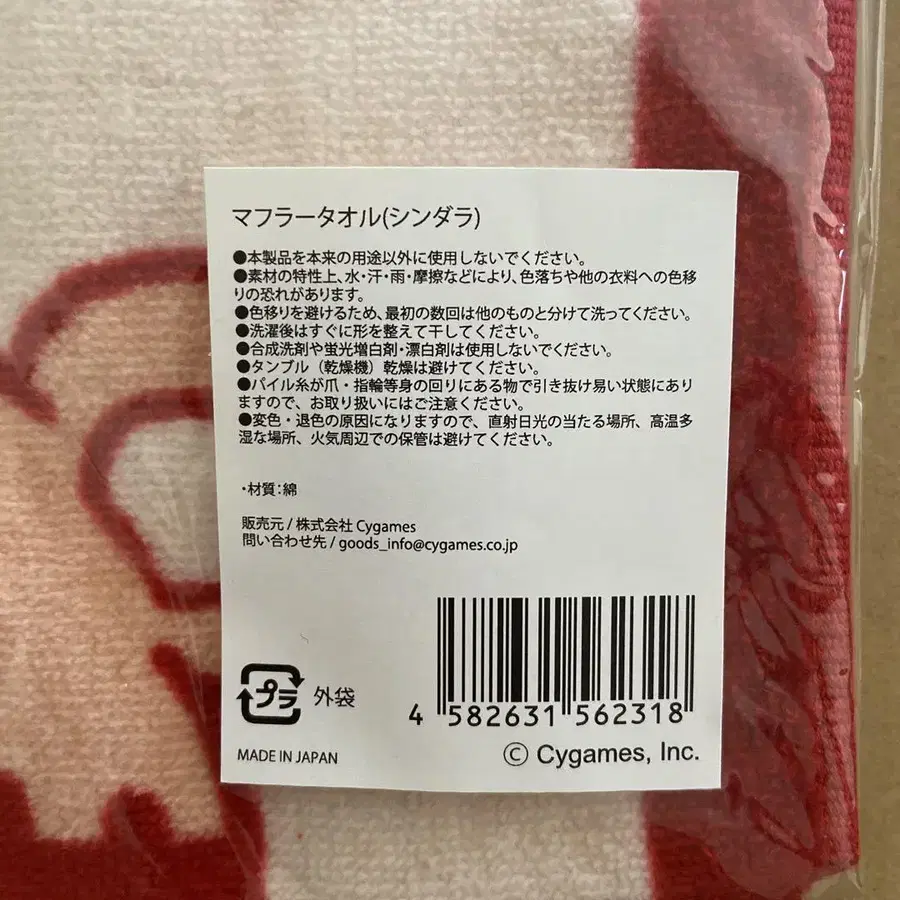 マフラータオル(シンダラ)
●本製品を本来の用途以外に使用しないでください。
●素材の特性上、水・汗・雨・摩擦などにより、色落ちや他の衣料への色移
りの恐れがあります。
●色移りを避けるため、最初の数回は他のものと分けて洗ってください。
●洗濯後はすぐに形を整えて干してください。
●合成洗剤や蛍光増白剤・漂白剤は使用しないでください。
●タンブル（乾燥機）乾燥は避けてください。
●パイル糸が爪・指輪等身の回りにある物で引き抜け易い状態にあり
ますので、お取り扱いにはご注意ください。
●変色・退色の原因になりますので、直射日光の当たる場所、高温多
湿な場所、火気周辺での保管は避けてください。
・材質：綿
販売元 / 株式会社 Cygames
問い合わせ先 / goods_info@cygames.co.jp
プラ 外袋
4 582631 562318
MADE IN JAPAN
© Cygames, Inc.